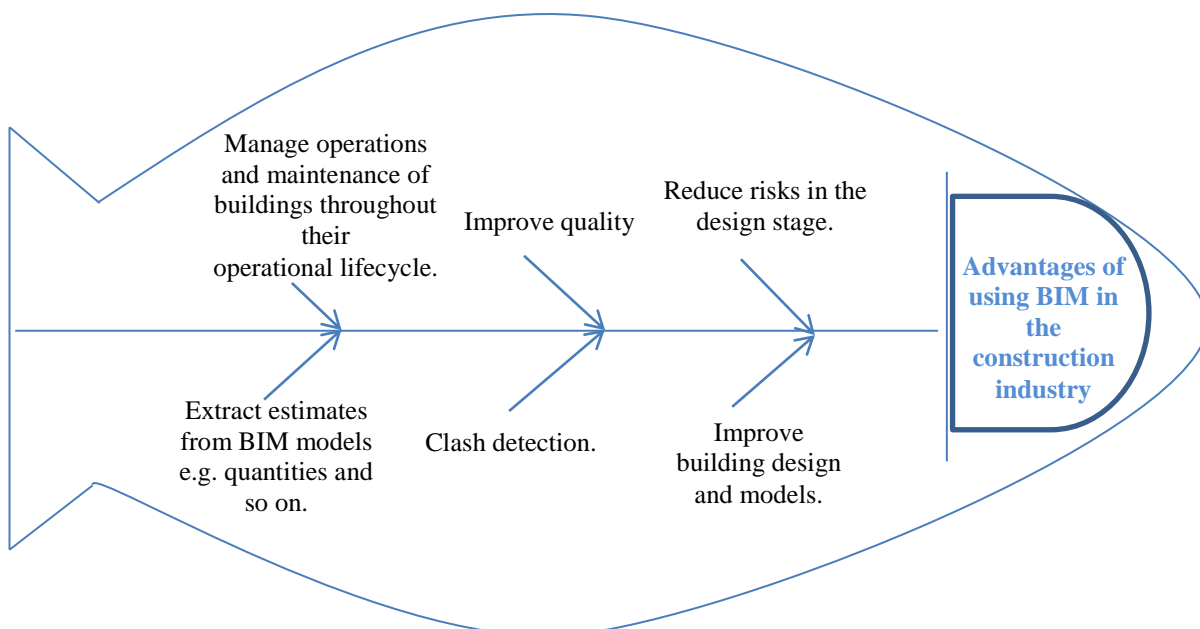 Manage operations
and maintenance of
buildings throughout
their
operational lifecycle.
Improve quality
Reduce risks in the
design stage.
Advantages of
using BIM in
the
construction
industry
Extract estimates
from BIM models
e.g. quantities and
so on.
Clash detection.
Improve
building design
and models.